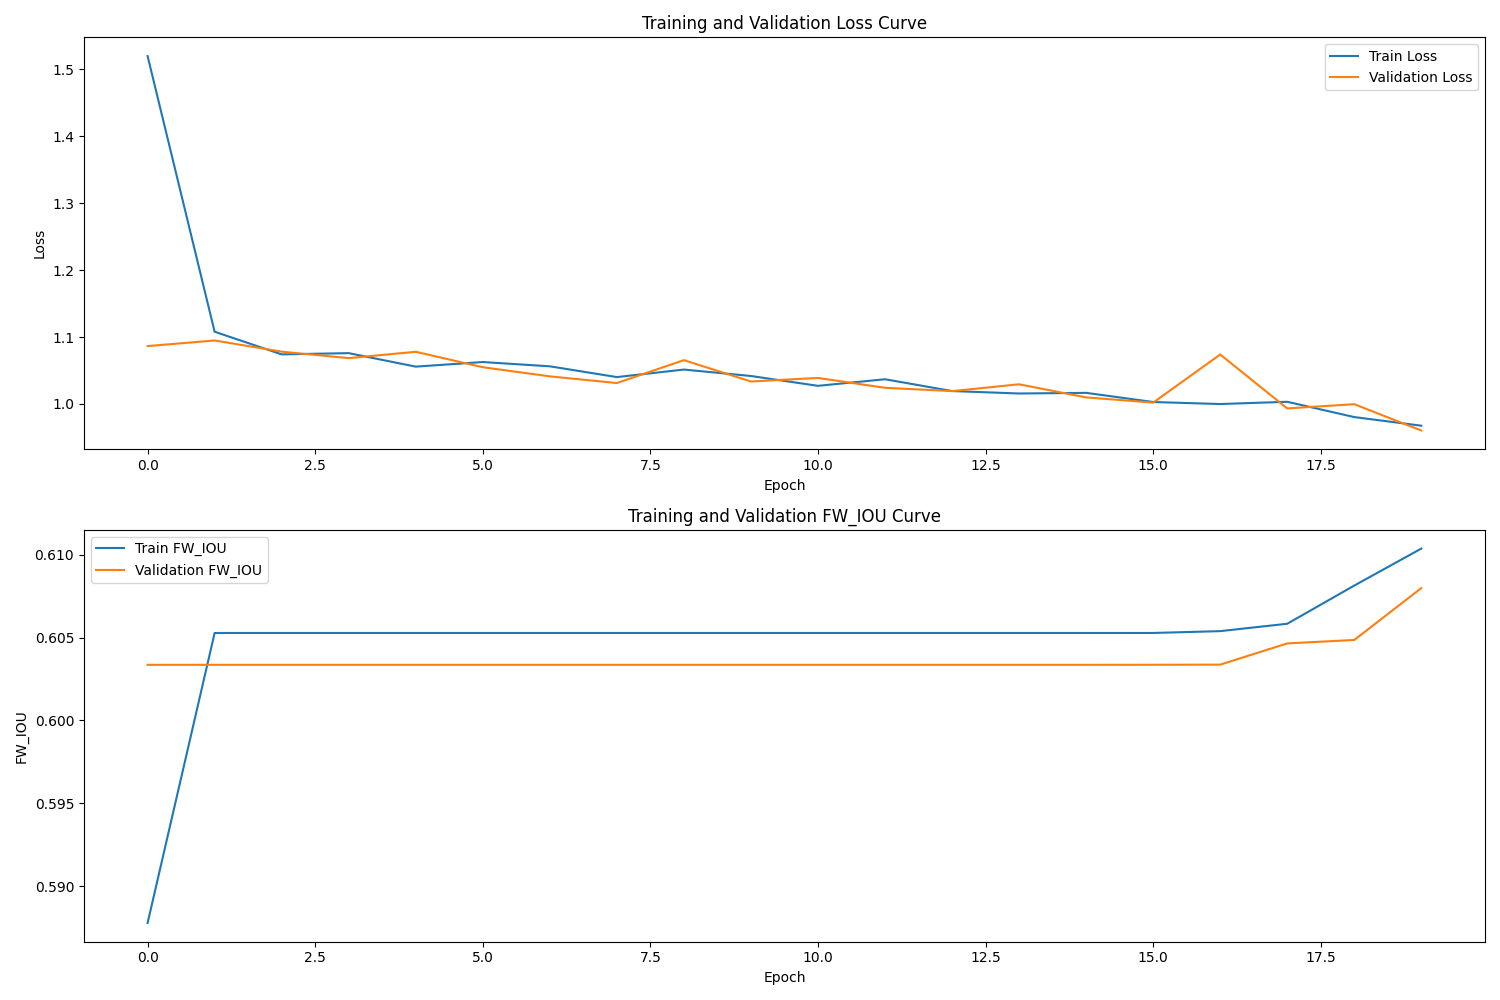 Training and Validation Loss Curve
Train Loss
Validation Loss
1.5
1.4
1.3
1.2
1.1
1.0
Loss
0.0 2.5 5.0 7.5 10.0 12.5 15.0 17.5
Epoch
Training and Validation FW_IOU Curve
Train FW_IOU
Validation FW_IOU
0.610
0.605
0.600
0.595
0.590
FW_IOU
0.0 2.5 5.0 7.5 10.0 12.5 15.0 17.5
Epoch